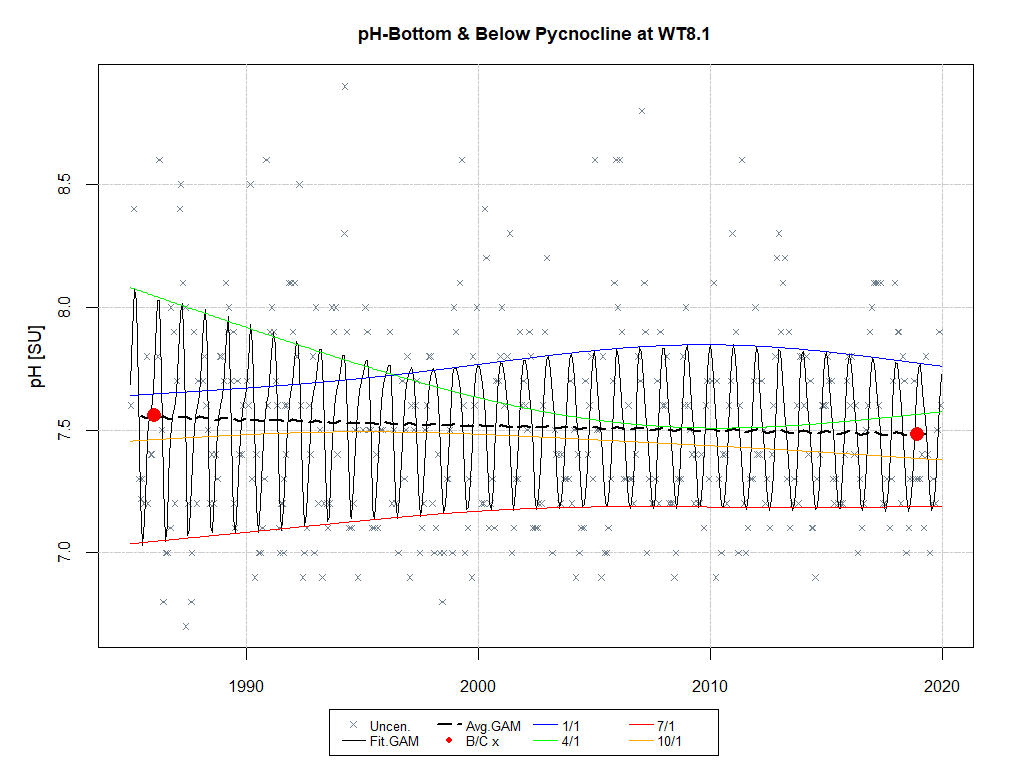 pH-Bottom & Below Pycnocline at WT8.1
pH [SU]
8.5
8.0
7.5
7.0
1990 2000 2010 2020
Uncen. Avg.GAM 1/1 7/1
Fit.GAM B/C x 4/1 10/1